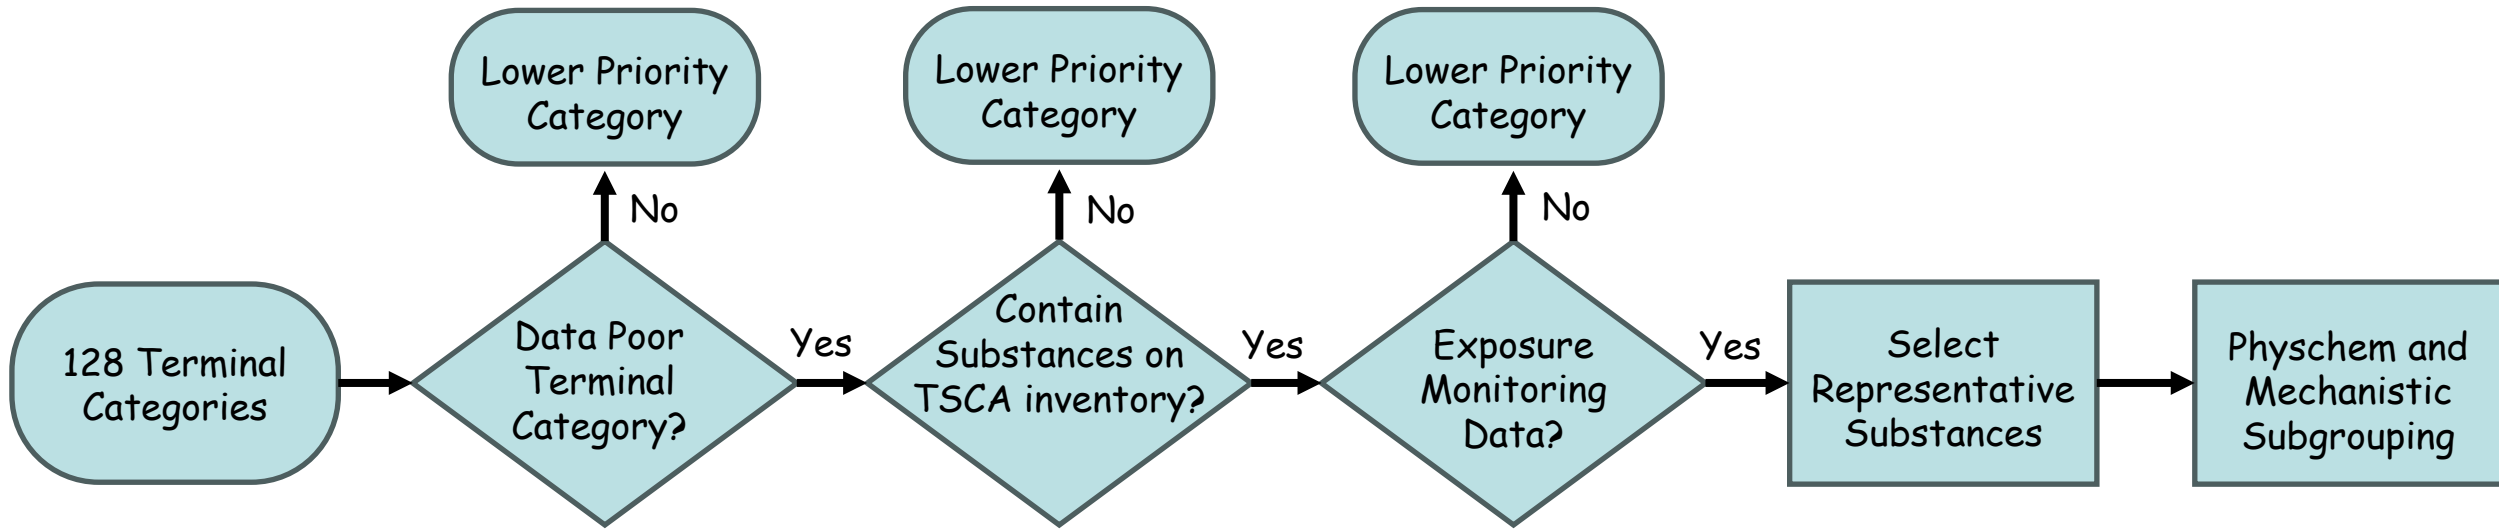 Lower Priority
Category
Lower Priority
Category
Lower Priority
Category
No
No
No
128 Terminal
Categories
Data Poor
Terminal
Category?
Yes
Contain
Substances on
TSCA inventory?
Yes
Exposure
Monitoring
Data?
Yes
Select
Representative
Substances
Physchem and
Mechanistic
Subgrouping